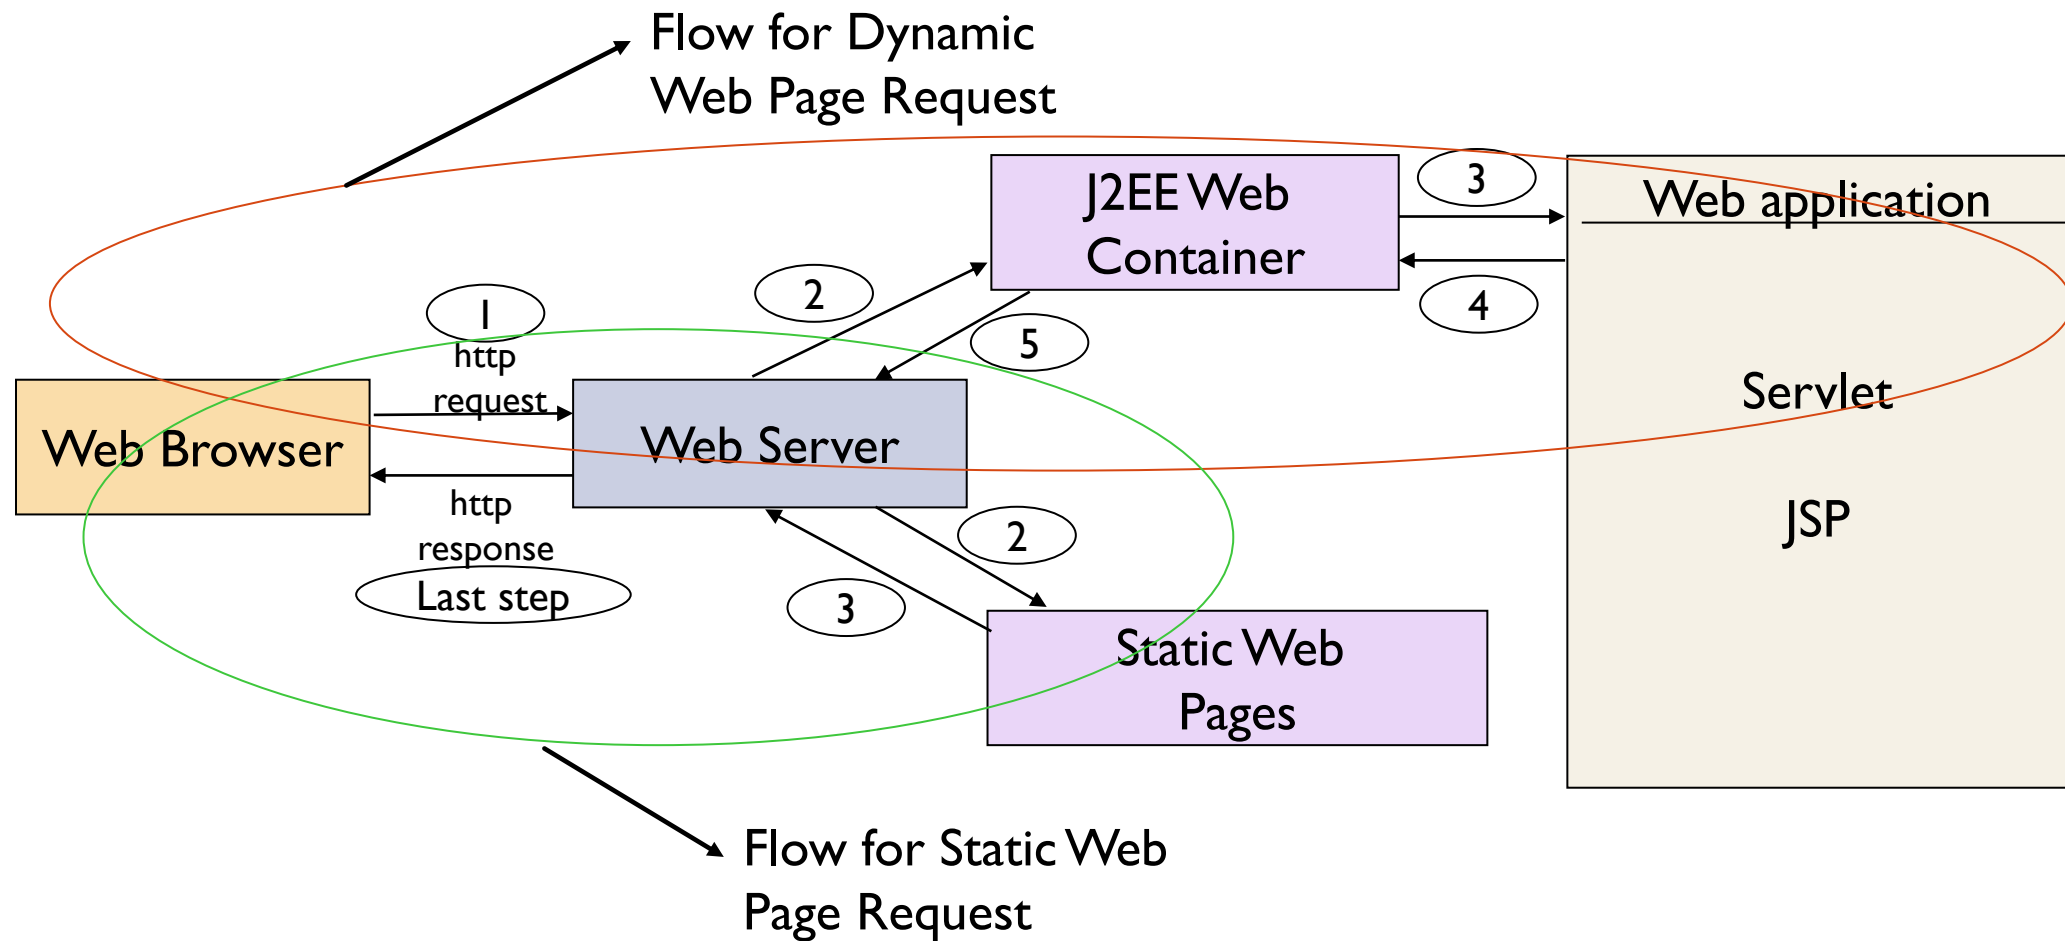 Flow for Dynamic
Web Page Request
J2EE Web
Container
3
Web application
2
4
1
5
http
request
Web Browser
Web Server
Servlet
http
response
Last step
2
JSP
3
Static Web
Pages
Flow for Static Web
Page Request